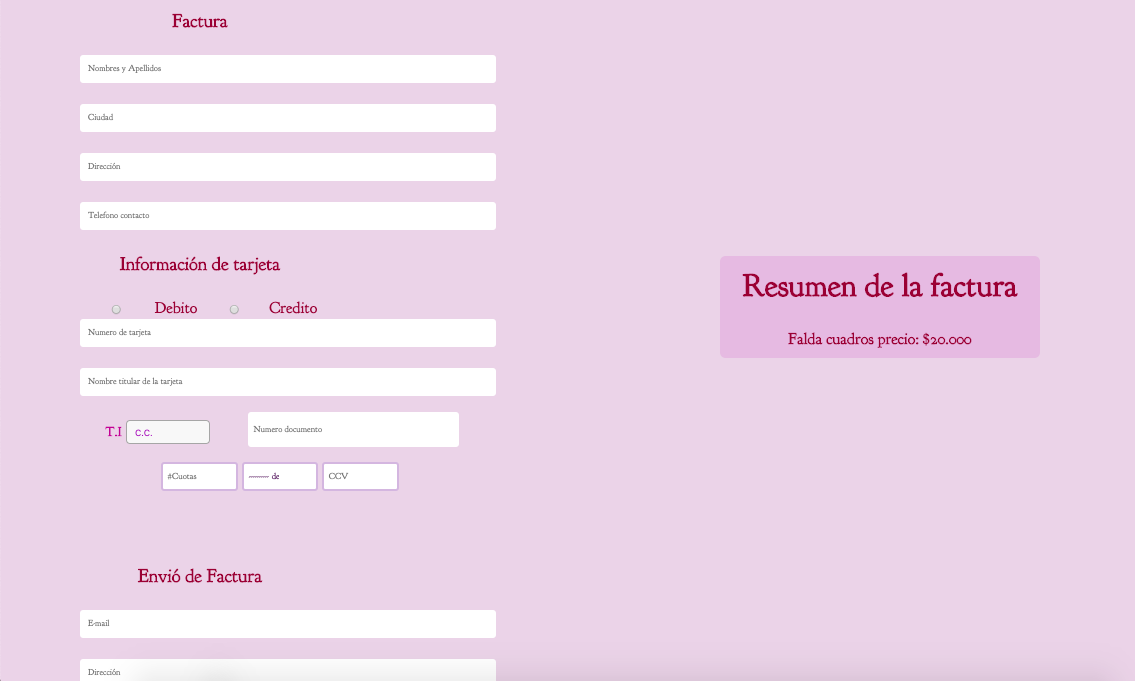 Factura
Nombres y Apellidos
Ciudad
Dirección
Telefono contacto
Información de tarjeta
Debito Credito
Numero de tarjeta
Nombre titular de la tarjeta
T.I C.C. Numero documento
#Cuotas --------- de CCV
Envió de Factura
E-mail
Dirección
Resumen de la factura
Falda cuadros precio: $20.000